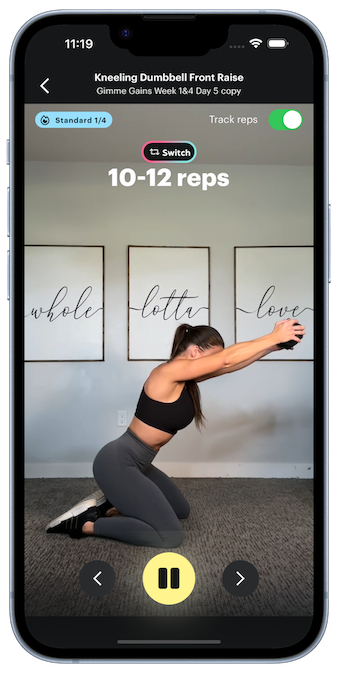 11:19
Kneeling Dumbbell Front Raise
Gimme Gains Week 1&4 Day 5 copy
Standard 1/4
Track reps
Switch
10-12 reps
whole
lotta
love